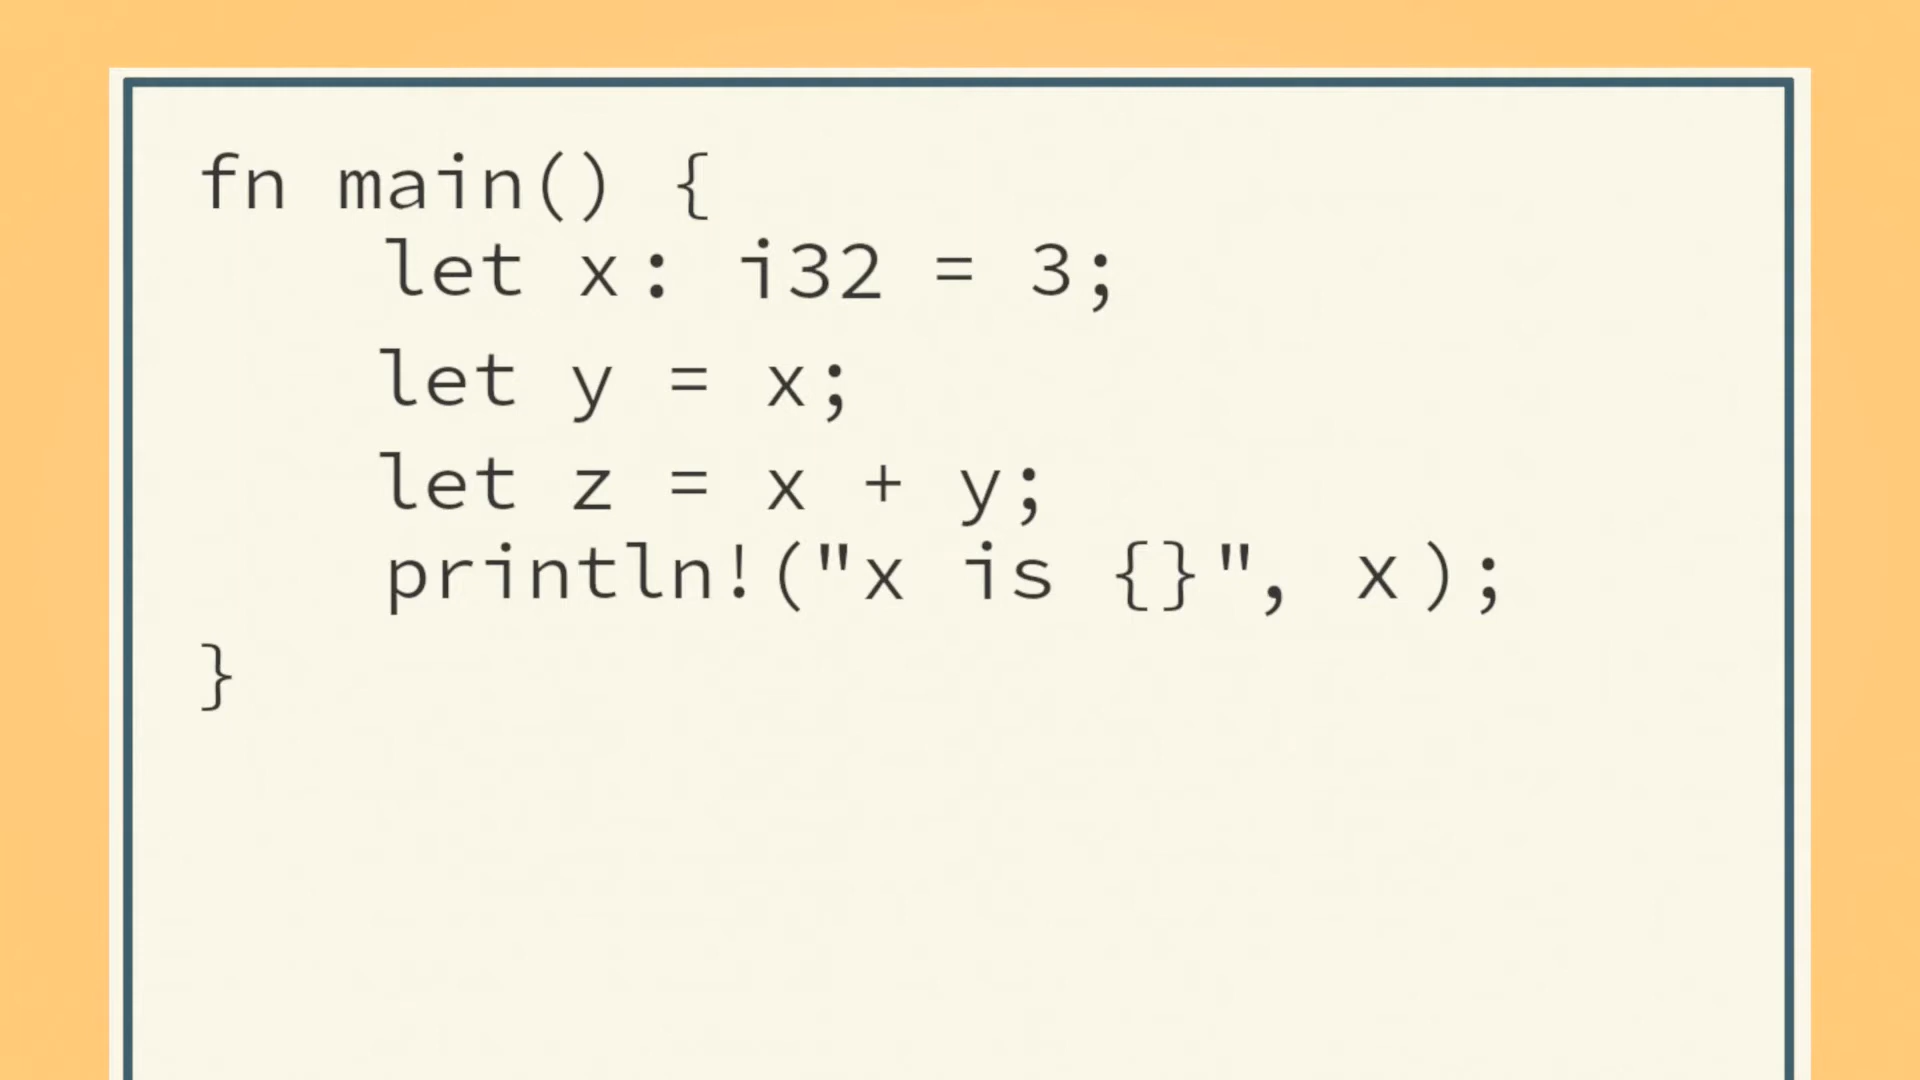 fn main() {
    let x: i32 = 3;
    let y = x;
    let z = x + y;
    println!("x is {}", x);
}